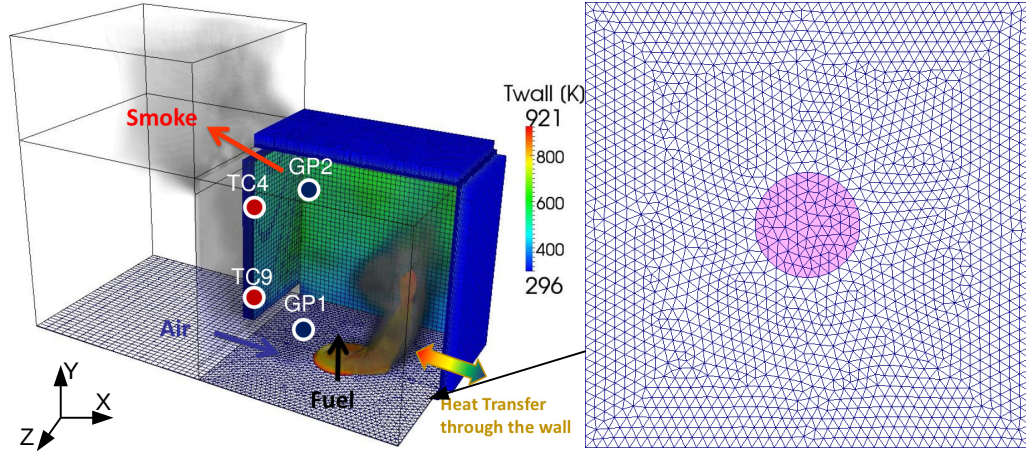 Smoke
Twall (K)
921
800
600
400
296
GP2
TC4
TC9
GP1
Air
Fuel
Heat Transfer
through the wall
Y
X
Z